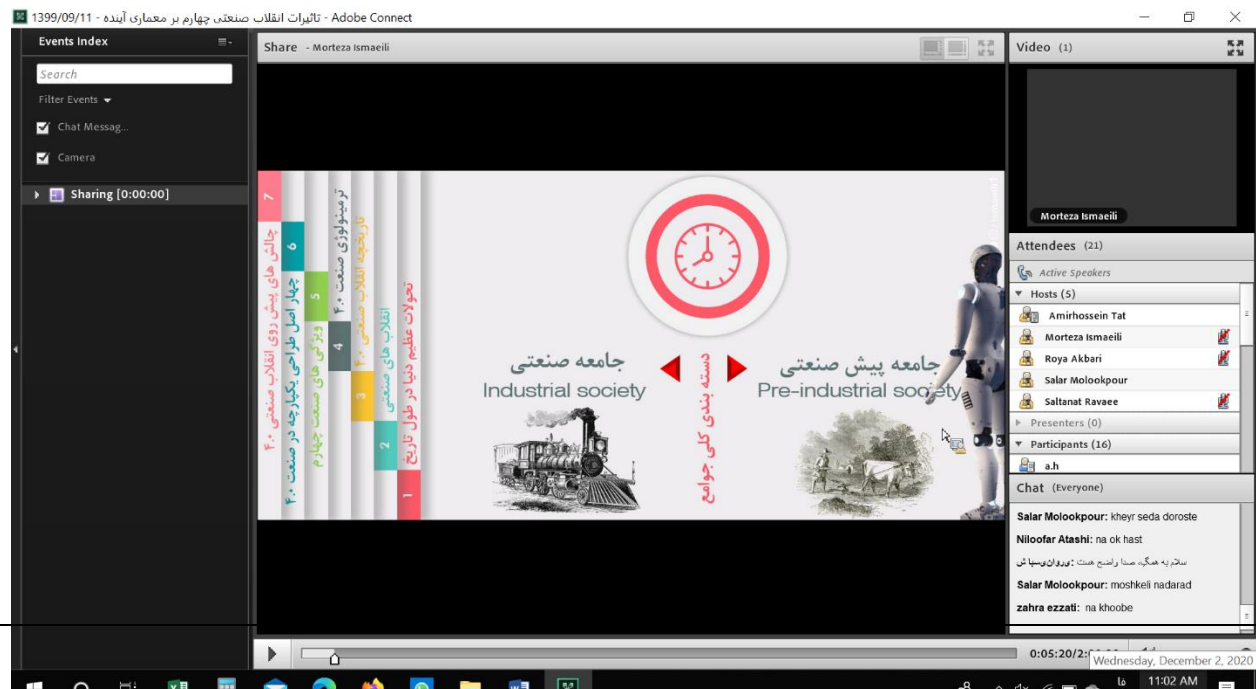 1399/09/11 - تاثیرات انقلاب صنعتی چهارم بر معماری آینده - Adobe Connect
Events Index
Search
Filter Events
Chat Messag...
Camera
Sharing [0:00:00]
Share - Morteza Ismaeili
7 چالش های پیش روی انقلاب صنعتی ۴.۰
6 چهار اصل طراحی یکپارچه در صنعت ۴.۰
5 ویژگی های صنعت چهارم
4 ترمینولوژی صنعت ۴.۰
3 تاریخچه انقلاب صنعتی ۴.۰
2 انقلاب های صنعتی
1 تحولات عظیم دنیا در طول تاریخ
جامعه صنعتی
Industrial society
دسته بندی کلی جوامع
جامعه پیش صنعتی
Pre-industrial society
Video (1)
Morteza Ismaeili
Attendees (21)
Active Speakers
Hosts (5)
Amirhossein Tat
Morteza Ismaeili
Roya Akbari
Salar Molookpour
Saltanat Ravaee
Presenters (0)
Participants (16)
a.h
Chat (Everyone)
Salar Molookpour: kheyr seda doroste
Niloofar Atashi: na ok hast
سلام به همگی، صدا واضح هست
Salar Molookpour: moshkeli nadarad
zahra ezzati: na khoobe
0:05:20/2:
Wednesday, December 2, 2020
فا
11:02 AM